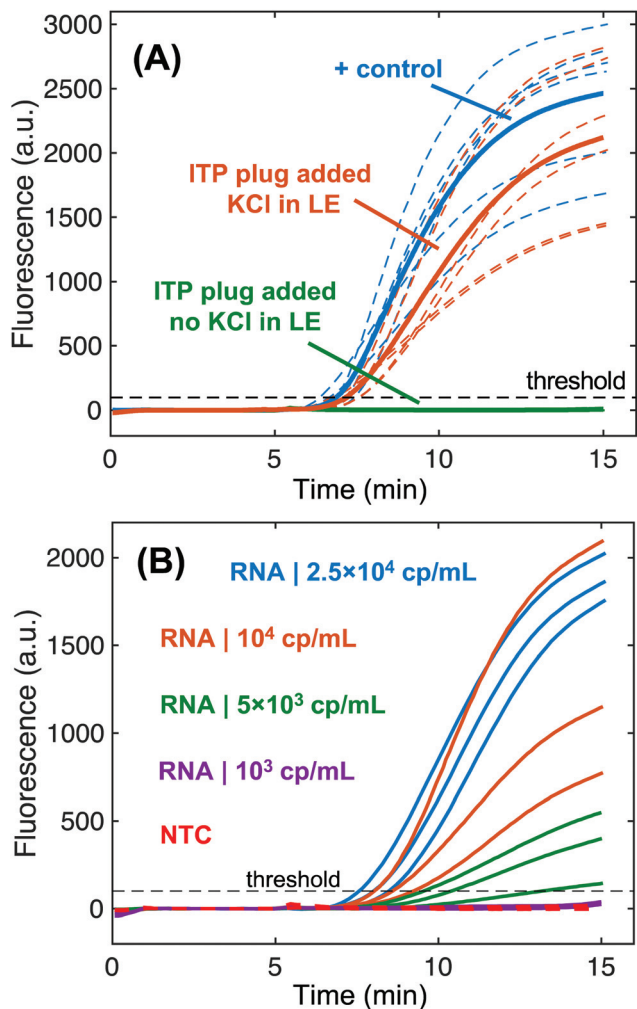 (A)
3000
2500
2000
1500
1000
500
0
Fluorescence (a.u.)
+ control
ITP plug added
KCl in LE
ITP plug added
no KCl in LE
threshold
0 5 10 15
Time (min)
(B)
2000
1500
1000
500
0
Fluorescence (a.u.)
RNA | 2.5×10⁴ cp/mL
RNA | 10⁴ cp/mL
RNA | 5×10³ cp/mL
RNA | 10³ cp/mL
NTC
threshold
0 5 10 15
Time (min)